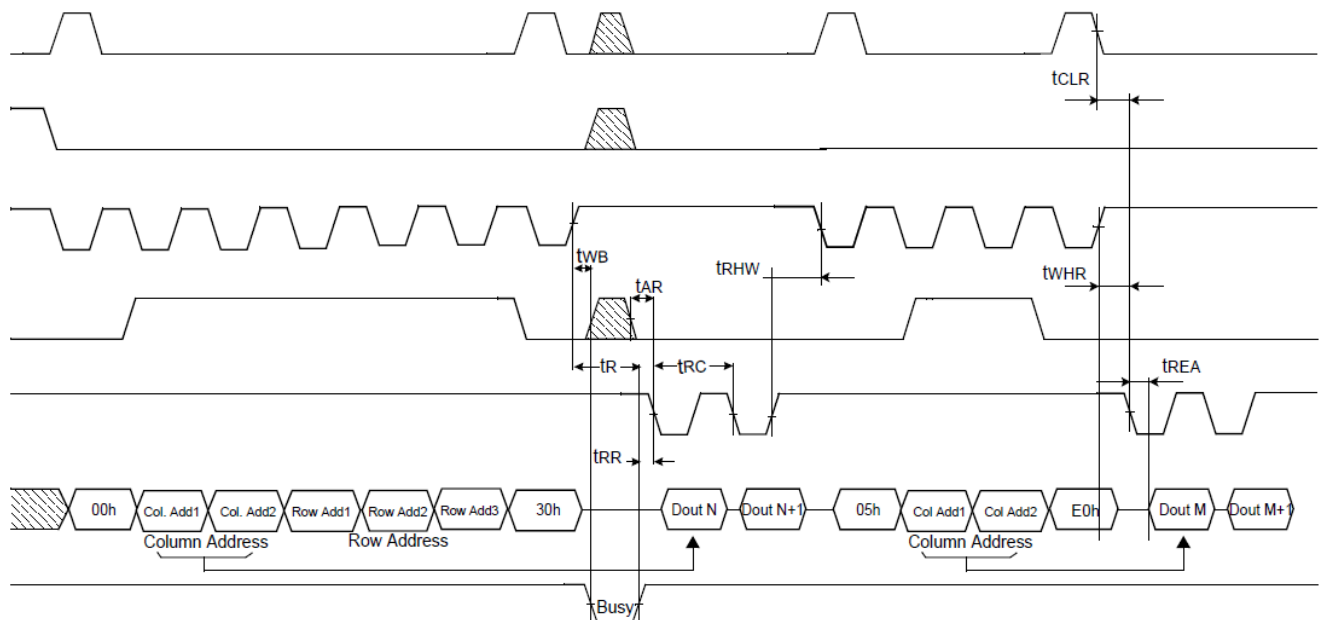 tCLR
tWB
tAR
tRHW
tWHR
tR
tRC
tREA
tRR
00h Col. Add1 Col. Add2 Row Add1 Row Add2 Row Add3 30h Dout N Dout N+1 05h Col Add1 Col Add2 E0h Dout M Dout M+1
Column Address Row Address Column Address
Busy